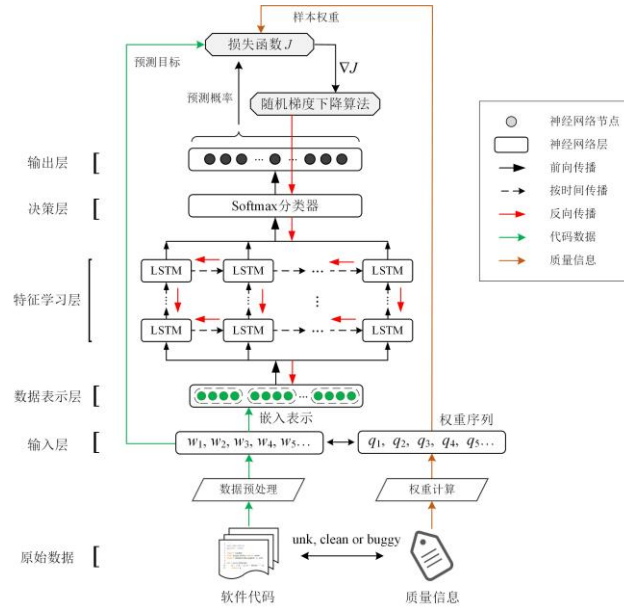 样本权重
损失函数 J
预测目标
∇J
预测概率
随机梯度下降算法
输出层
...
...
决策层
Softmax分类器
特征学习层
LSTM
LSTM
...
LSTM
LSTM
LSTM
...
LSTM
数据表示层
...
嵌入表示
权重序列
输入层
w1, w2, w3, w4, w5...
q1, q2, q3, q4, q5...
数据预处理
权重计算
原始数据
unk, clean or buggy
软件代码
质量信息
神经网络节点
神经网络层
前向传播
按时间传播
反向传播
代码数据
质量信息